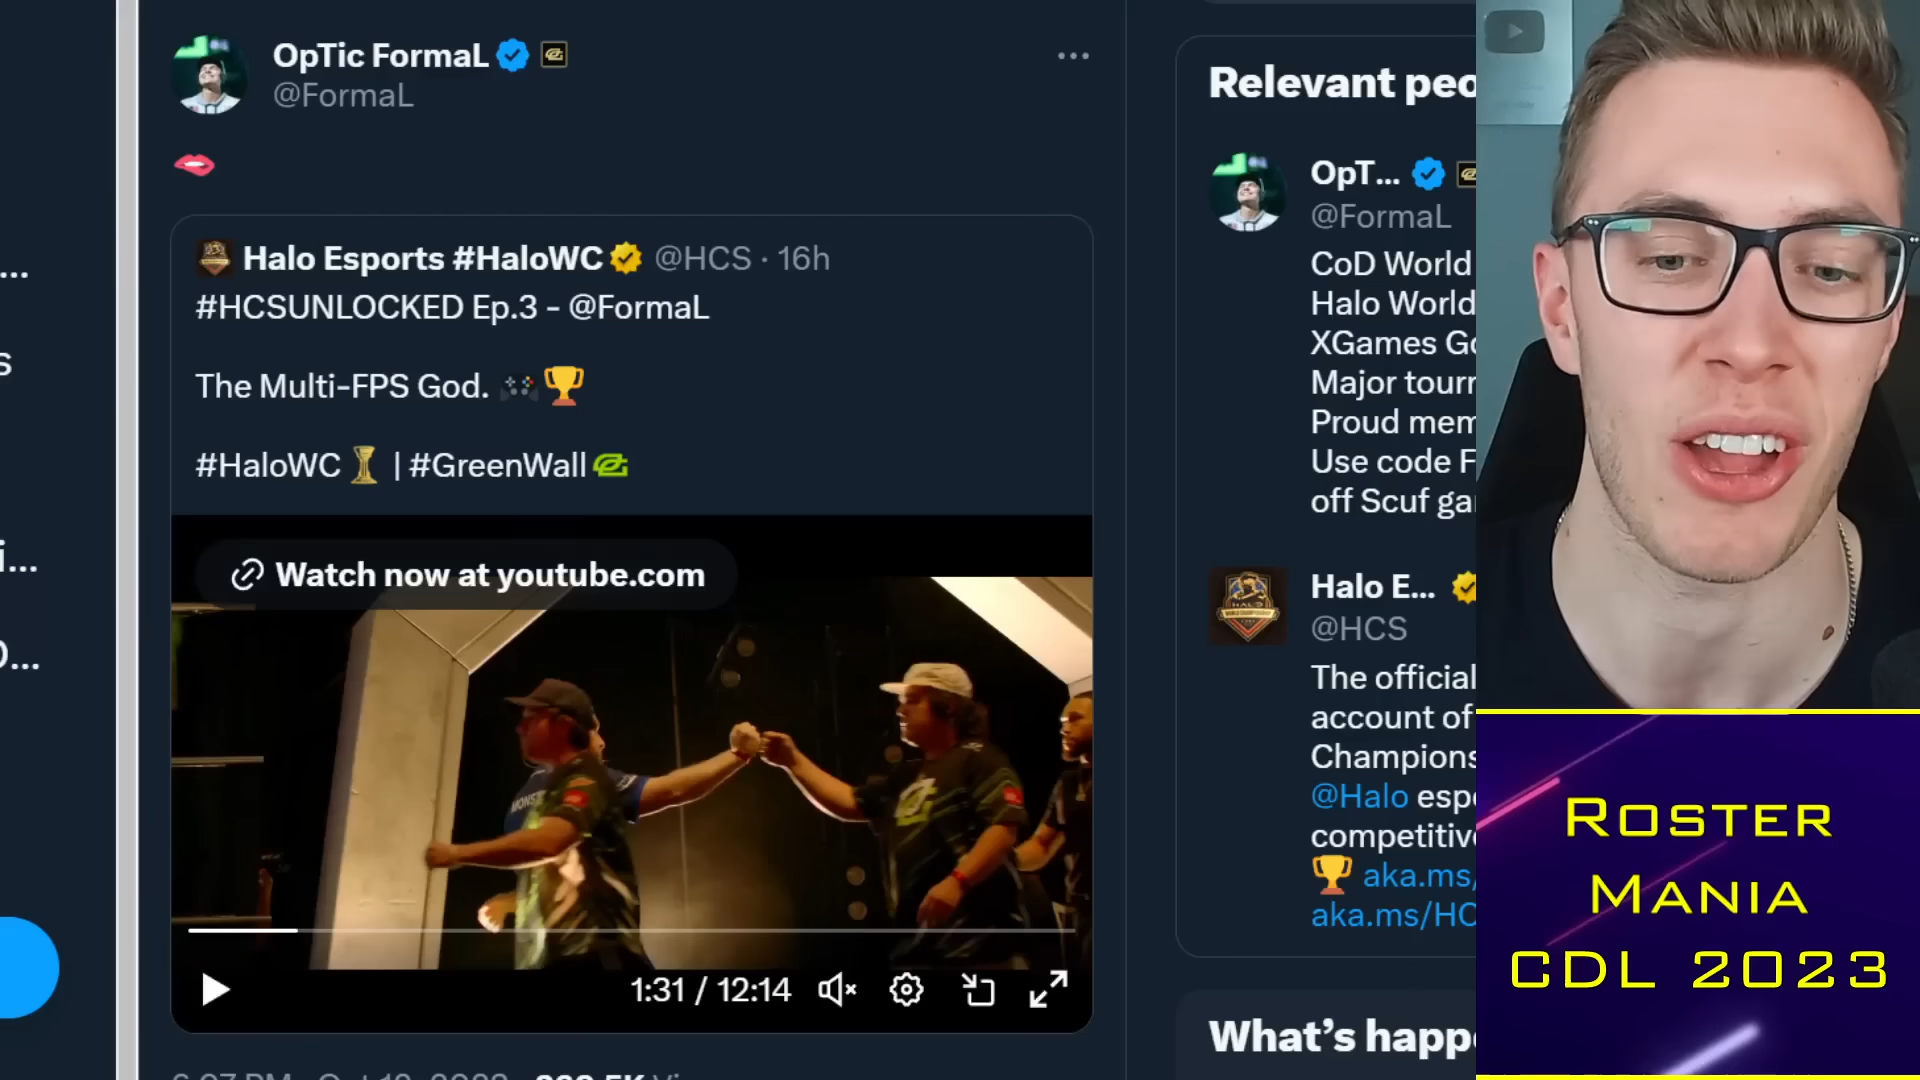 OpTic FormaL
@FormaL
Halo Esports #HaloWC @HCS · 16h
#HCSUNLOCKED Ep.3 - @FormaL
The Multi-FPS God.
#HaloWC | #GreenWall
Watch now at youtube.com
1:31 / 12:14
Relevant peo
OpT...
@FormaL
CoD World
Halo World
XGames Go
Major tourn
Proud mem
Use code F
off Scuf ga
Halo E...
@HCS
The official
account of
Champions
@Halo esp
competitiv
aka.ms/
aka.ms/HC
What's happ
Roster
Mania
CDL 2023